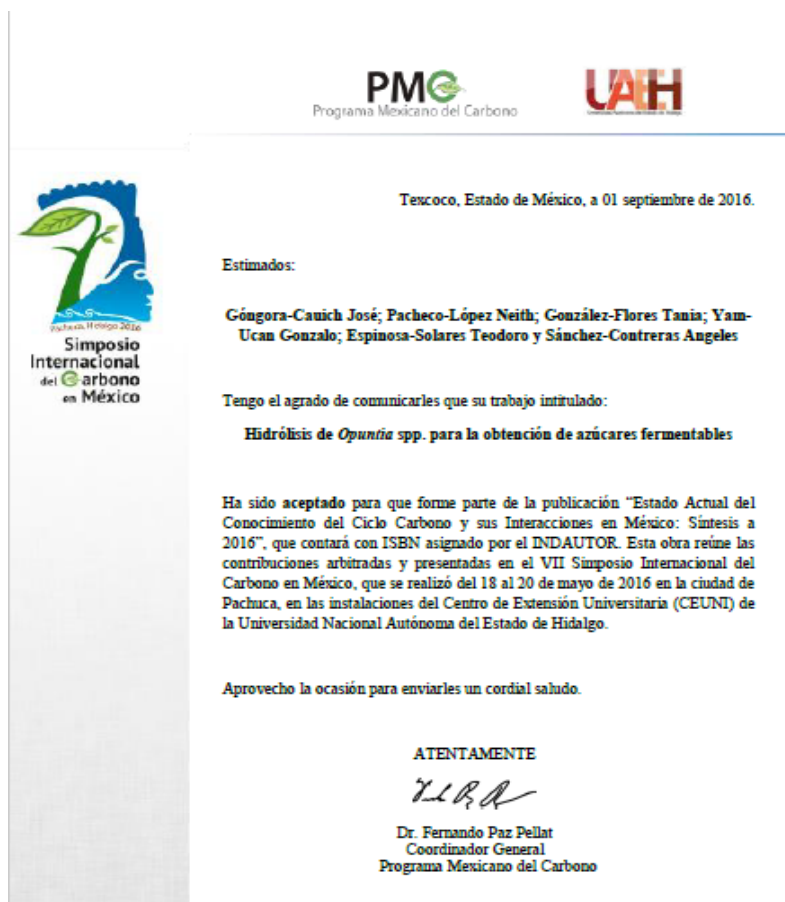 PMC
Programa Mexicano del Carbono
UAEH
Universidad Autónoma del Estado de Hidalgo
Pachuca, Hidalgo 2016
Simposio
Internacional
del Carbono
en México
Texcoco, Estado de México, a 01 septiembre de 2016.
Estimados:
Góngora-Cauich José; Pacheco-López Neith; González-Flores Tania; Yam-
Ucan Gonzalo; Espinosa-Solares Teodoro y Sánchez-Contreras Angeles
Tengo el agrado de comunicarles que su trabajo intitulado:
Hidrólisis de Opuntia spp. para la obtención de azúcares fermentables
Ha sido aceptado para que forme parte de la publicación “Estado Actual del
Conocimiento del Ciclo Carbono y sus Interacciones en México: Síntesis a
2016”, que contará con ISBN asignado por el INDAUTOR. Esta obra reúne las
contribuciones arbitradas y presentadas en el VII Simposio Internacional del
Carbono en México, que se realizó del 18 al 20 de mayo de 2016 en la ciudad de
Pachuca, en las instalaciones del Centro de Extensión Universitaria (CEUNI) de
la Universidad Nacional Autónoma del Estado de Hidalgo.
Aprovecho la ocasión para enviarles un cordial saludo.
ATENTAMENTE
Dr. Fernando Paz Pellat
Coordinador General
Programa Mexicano del Carbono